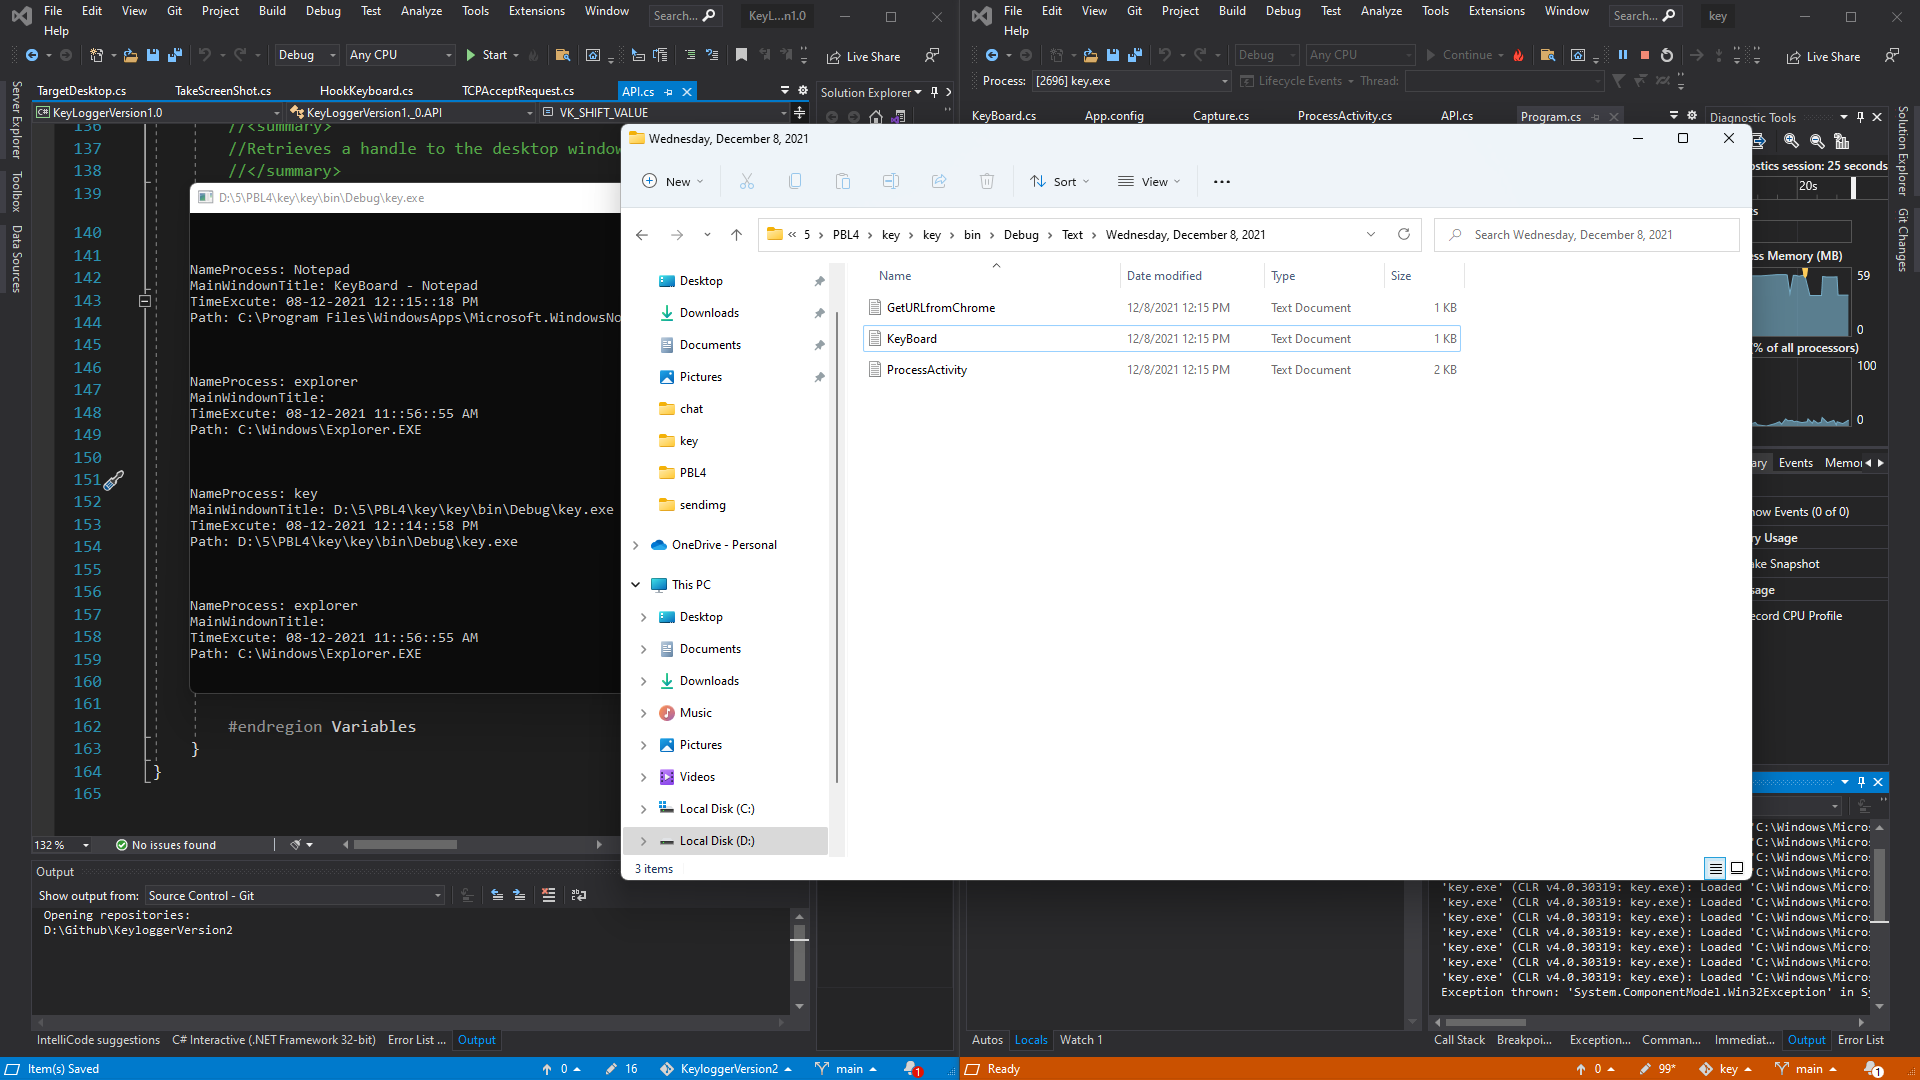 File Edit View Git Project Build Debug Test Analyze Tools Extensions Window Search... KeyL...n1.0
Help
Debug Any CPU Start Live Share
TargetDesktop.cs TakeScreenShot.cs HookKeyboard.cs TCPAcceptRequest.cs API.cs
KeyLoggerVersion1.0 KeyLoggerVersion1._0.API VK_SHIFT_VALUE
Solution Explorer
Server Explorer
Toolbox
Data Sources
136 //<summary>
137 //Retrieves a handle to the desktop window
138 //</summary>
139
140
141
142
143
144
145
146
147
148
149
150
151
152
153
154
155
156
157
158
159
160
161
162 #endregion Variables
163 }
164 }
165
D:\5\PBL4\key\key\bin\Debug\key.exe
NameProcess: Notepad
MainWindownTitle: KeyBoard - Notepad
TimeExcute: 08-12-2021 12::15::18 PM
Path: C:\Program Files\WindowsApps\Microsoft.WindowsNo
NameProcess: explorer
MainWindownTitle:
TimeExcute: 08-12-2021 11::56::55 AM
Path: C:\Windows\Explorer.EXE
NameProcess: key
MainWindownTitle: D:\5\PBL4\key\key\bin\Debug\key.exe
TimeExcute: 08-12-2021 12::14::58 PM
Path: D:\5\PBL4\key\key\bin\Debug\key.exe
NameProcess: explorer
MainWindownTitle:
TimeExcute: 08-12-2021 11::56::55 AM
Path: C:\Windows\Explorer.EXE
132 % No issues found
Output
Show output from: Source Control - Git
Opening repositories:
D:\Github\KeyloggerVersion2
IntelliCode suggestions C# Interactive (.NET Framework 32-bit) Error List ... Output
Item(s) Saved 0 16 KeyloggerVersion2 main 1
Wednesday, December 8, 2021
New Sort View
5 PBL4 key key bin Debug Text Wednesday, December 8, 2021
Search Wednesday, December 8, 2021
Desktop
Downloads
Documents
Pictures
chat
key
PBL4
sendimg
OneDrive - Personal
This PC
Desktop
Documents
Downloads
Music
Pictures
Videos
Local Disk (C:)
Local Disk (D:)
Name Date modified Type Size
GetURLfromChrome 12/8/2021 12:15 PM Text Document 1 KB
KeyBoard 12/8/2021 12:15 PM Text Document 1 KB
ProcessActivity 12/8/2021 12:15 PM Text Document 2 KB
3 items
File Edit View Git Project Build Debug Test Analyze Tools Extensions Window Search... key
Help
Debug Any CPU Continue Live Share
Process: [2696] key.exe Lifecycle Events Thread:
KeyBoard.cs App.config Capture.cs ProcessActivity.cs API.cs Program.cs
Diagnostic Tools
ostics session: 25 seconds
20s
ts
ess Memory (MB)
59
0
(% of all processors)
100
0
ary Events Memor
how Events (0 of 0)
ry Usage
ake Snapshot
sage
ecord CPU Profile
Solution Explorer
Git Changes
'C:\Windows\Micros
'C:\Windows\Micros
'C:\Windows\Micros
'C:\Windows\Micros
'key.exe' (CLR v4.0.30319: key.exe): Loaded 'C:\Windows\Micros
'key.exe' (CLR v4.0.30319: key.exe): Loaded 'C:\Windows\Micros
'key.exe' (CLR v4.0.30319: key.exe): Loaded 'C:\Windows\Micros
'key.exe' (CLR v4.0.30319: key.exe): Loaded 'C:\Windows\Micros
'key.exe' (CLR v4.0.30319: key.exe): Loaded 'C:\Windows\Micros
'key.exe' (CLR v4.0.30319: key.exe): Loaded 'C:\Windows\Micros
'key.exe' (CLR v4.0.30319: key.exe): Loaded 'C:\Windows\Micros
Exception thrown: 'System.ComponentModel.Win32Exception' in Sy
Autos Locals Watch 1
Call Stack Breakpoi... Exception... Comman... Immediat... Output Error List
Ready 0 99* key main 1